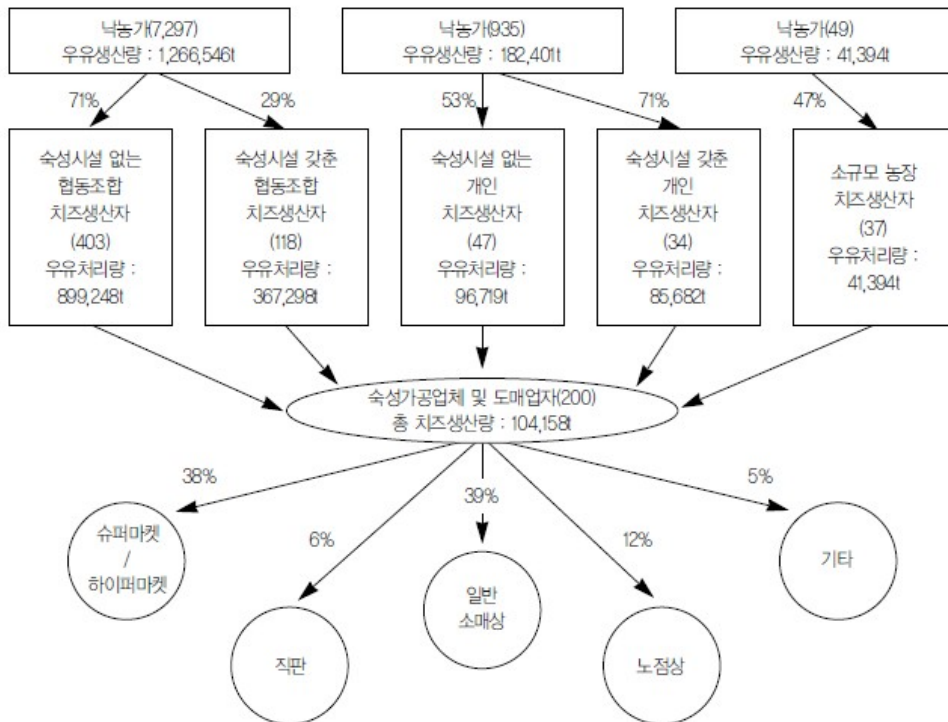 낙농가(7,297)
우유생산량 : 1,266,546t
낙농가(935)
우유생산량 : 182,401t
낙농가(49)
우유생산량 : 41,394t
71%
29%
53%
71%
47%
숙성시설 없는
협동조합
치즈생산자
(403)
우유처리량 :
899,248t
숙성시설 갖춘
협동조합
치즈생산자
(118)
우유처리량 :
367,298t
숙성시설 없는
개인
치즈생산자
(47)
우유처리량 :
96,719t
숙성시설 갖춘
개인
치즈생산자
(34)
우유처리량 :
85,682t
소규모 농장
치즈생산자
(37)
우유처리량 :
41,394t
숙성가공업체 및 도매업자(200)
총 치즈생산량 : 104,158t
38%
6%
39%
12%
5%
슈퍼마켓
/
하이퍼마켓
직판
일반
소매상
노점상
기타